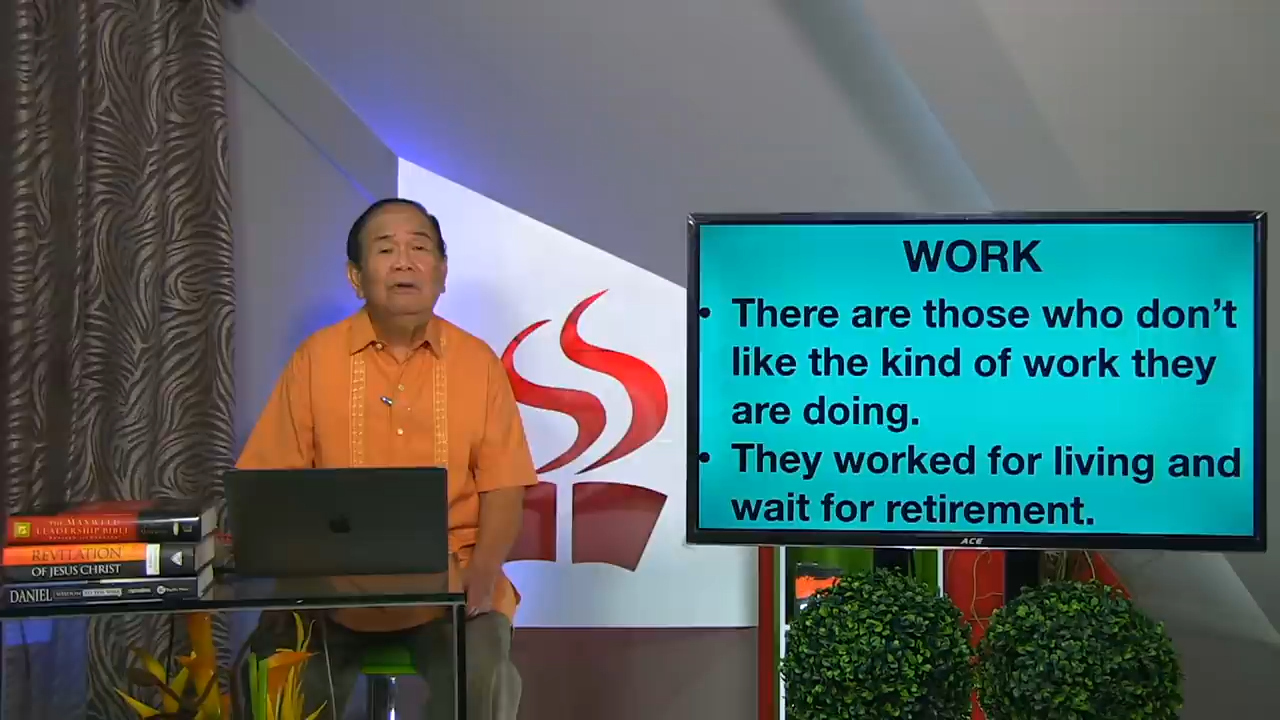 WORK
• There are those who don't
like the kind of work they
are doing.
• They worked for living and
wait for retirement.
ACE
THE MAXWELL
LEADERSHIP BIBLE
REVELATION
OF JESUS CHRIST
DANIEL